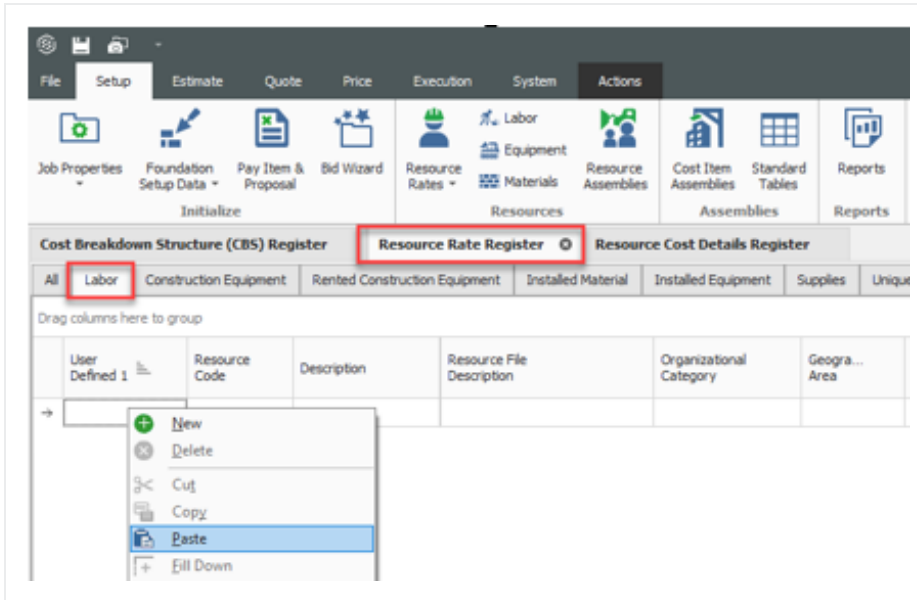 File Setup Estimate Quote Price Execution System Actions
Job Properties
Foundation Setup Data
Pay Item & Proposal
Bid Wizard
Initialize
Resource Rates
Labor
Equipment
Materials
Resource Assemblies
Resources
Cost Item Assemblies
Standard Tables
Assemblies
Reports
Reports
Cost Breakdown Structure (CBS) Register Resource Rate Register Resource Cost Details Register
All Labor Construction Equipment Rented Construction Equipment Installed Material Installed Equipment Supplies Unique
Drag columns here to group
User Defined 1
Resource Code
Description
Resource File Description
Organizational Category
Geogra... Area
New
Delete
Cut
Copy
Paste
Fill Down